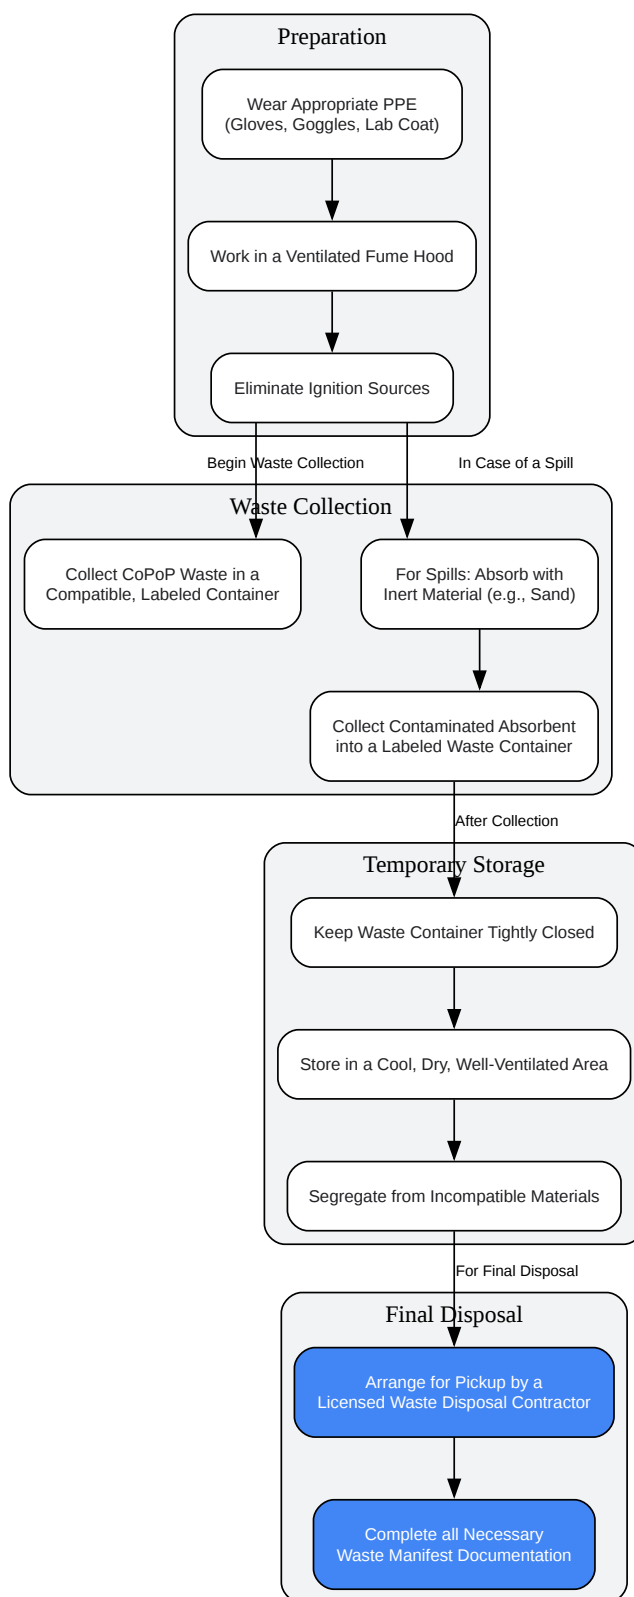 Preparation
Wear Appropriate PPE
(Gloves, Goggles, Lab Coat)
Work in a Ventilated Fume Hood
Eliminate Ignition Sources
Begin Waste Collection
In Case of a Spill
Waste Collection
Collect CoPoP Waste in a
Compatible, Labeled Container
For Spills: Absorb with
Inert Material (e.g., Sand)
Collect Contaminated Absorbent
into a Labeled Waste Container
After Collection
Temporary Storage
Keep Waste Container Tightly Closed
Store in a Cool, Dry, Well-Ventilated Area
Segregate from Incompatible Materials
For Final Disposal
Final Disposal
Arrange for Pickup by a
Licensed Waste Disposal Contractor
Complete all Necessary
Waste Manifest Documentation